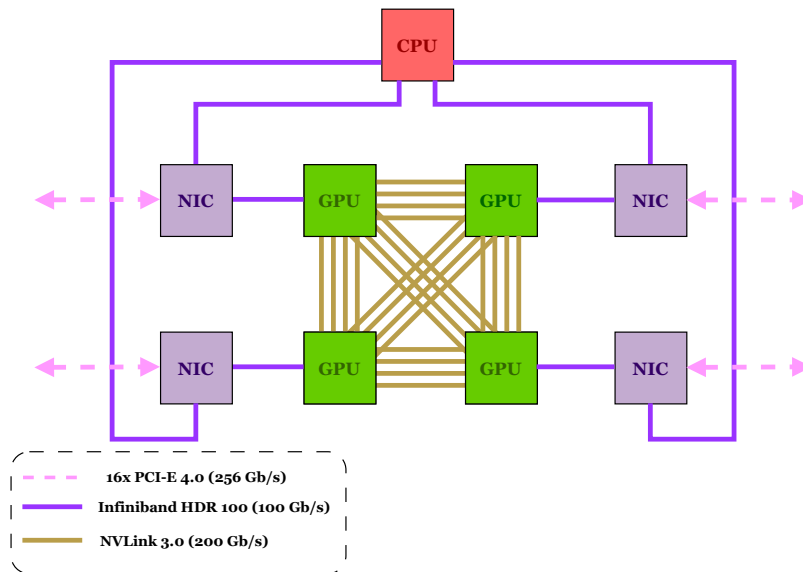 CPU
NIC
GPU
GPU
NIC
NIC
GPU
GPU
NIC
16x PCI-E 4.0 (256 Gb/s)
Infiniband HDR 100 (100 Gb/s)
NVLink 3.0 (200 Gb/s)